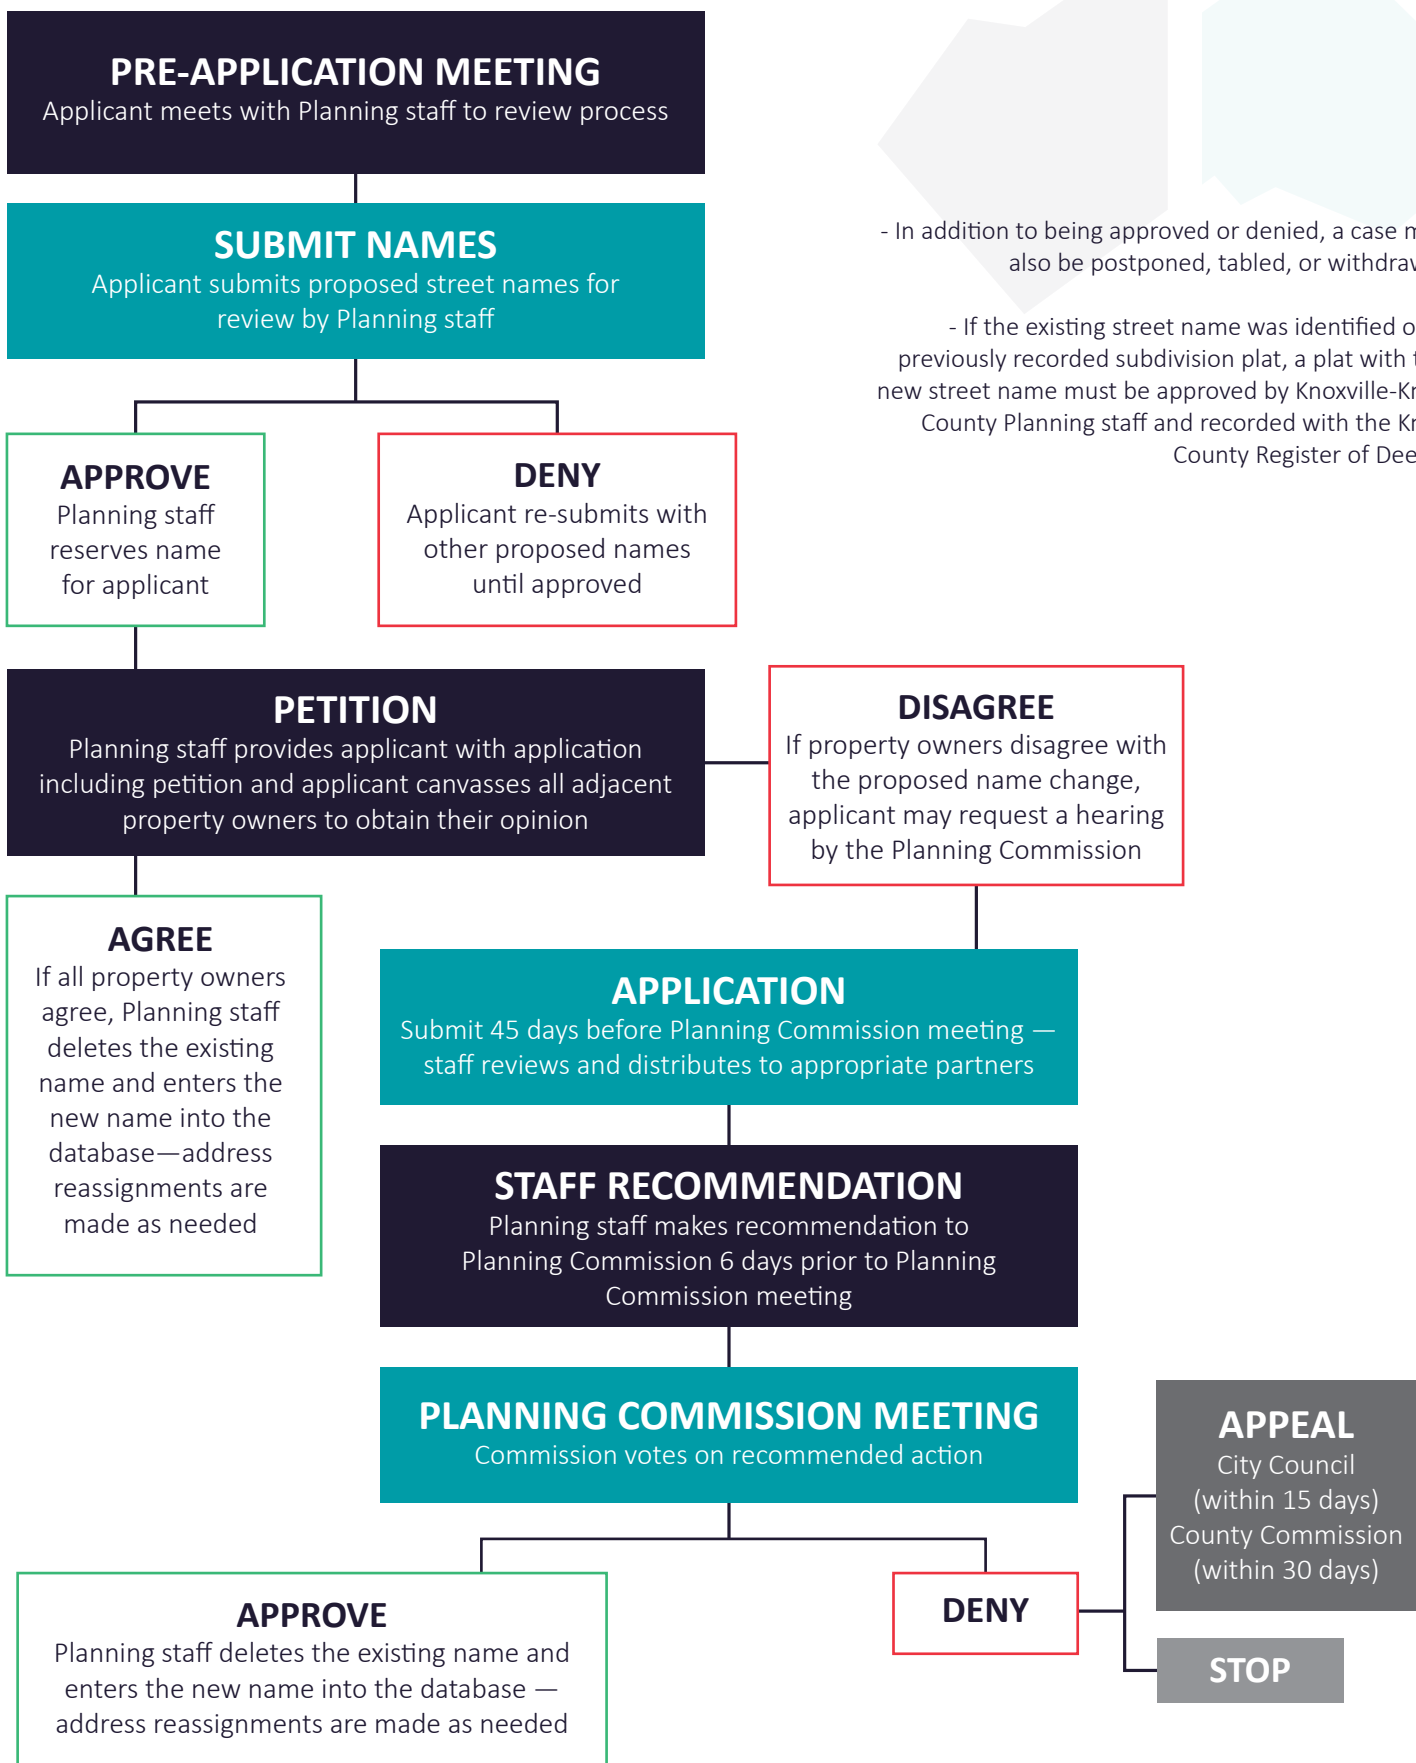 PRE-APPLICATION MEETING
Applicant meets with Planning staff to review process
SUBMIT NAMES
Applicant submits proposed street names for
review by Planning staff
- In addition to being approved or denied, a case
also be postponed, tabled, or
- If the existing street name was identified
previously recorded subdivision plat, a plat with
new street name must be approved by
County Planning staff and recorded with the
County Register of
APPROVE
Planning staff
reserves name
for applicant
DENY
Applicant re-submits with
other proposed names
until approved
PETITION
Planning staff provides applicant with application
including petition and applicant canvasses all adjacent
property owners to obtain their opinion
DISAGREE
If property owners disagree with
the proposed name change,
applicant may request a hearing
by the Planning Commission
AGREE
If all property owners
agree, Planning staff
deletes the existing
name and enters the
new name into the
database—address
reassignments are
made as needed
APPLICATION
Submit 45 days before Planning Commission meeting —
staff reviews and distributes to appropriate partners
STAFF RECOMMENDATION
Planning staff makes recommendation to
Planning Commission 6 days prior to Planning
Commission meeting
PLANNING COMMISSION MEETING
Commission votes on recommended action
APPEAL
City Council
(within 15 days)
County Commission
(within 30 days)
APPROVE
Planning staff deletes the existing name and
enters the new name into the database —
address reassignments are made as needed
DENY
STOP